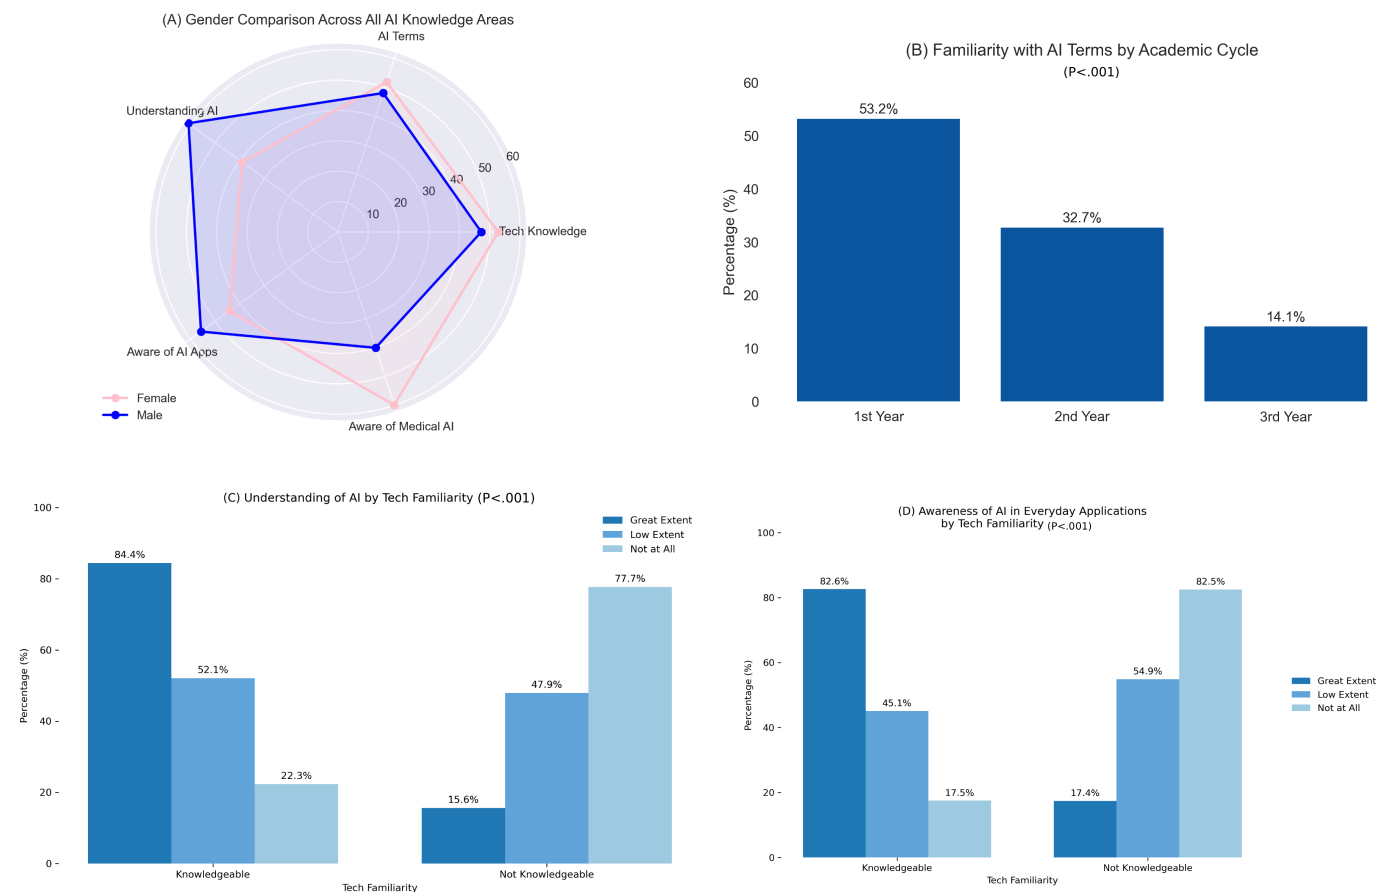 (A) Gender Comparison Across All AI Knowledge Areas
AI Terms
Understanding AI
60
50
40
30
20
10
Tech Knowledge
Aware of AI Apps
Aware of Medical AI
Female
Male
(B) Familiarity with AI Terms by Academic Cycle
(P<.001)
Percentage (%)
60
50
40
30
20
10
0
53.2%
32.7%
14.1%
1st Year
2nd Year
3rd Year
(C) Understanding of AI by Tech Familiarity (P<.001)
Great Extent
Low Extent
Not at All
Percentage (%)
100
80
60
40
20
0
84.4%
52.1%
22.3%
15.6%
47.9%
77.7%
Knowledgeable
Not Knowledgeable
Tech Familiarity
(D) Awareness of AI in Everyday Applications
by Tech Familiarity (P<.001)
Percentage (%)
100
80
60
40
20
0
82.6%
45.1%
17.5%
17.4%
54.9%
82.5%
Great Extent
Low Extent
Not at All
Knowledgeable
Not Knowledgeable
Tech Familiarity